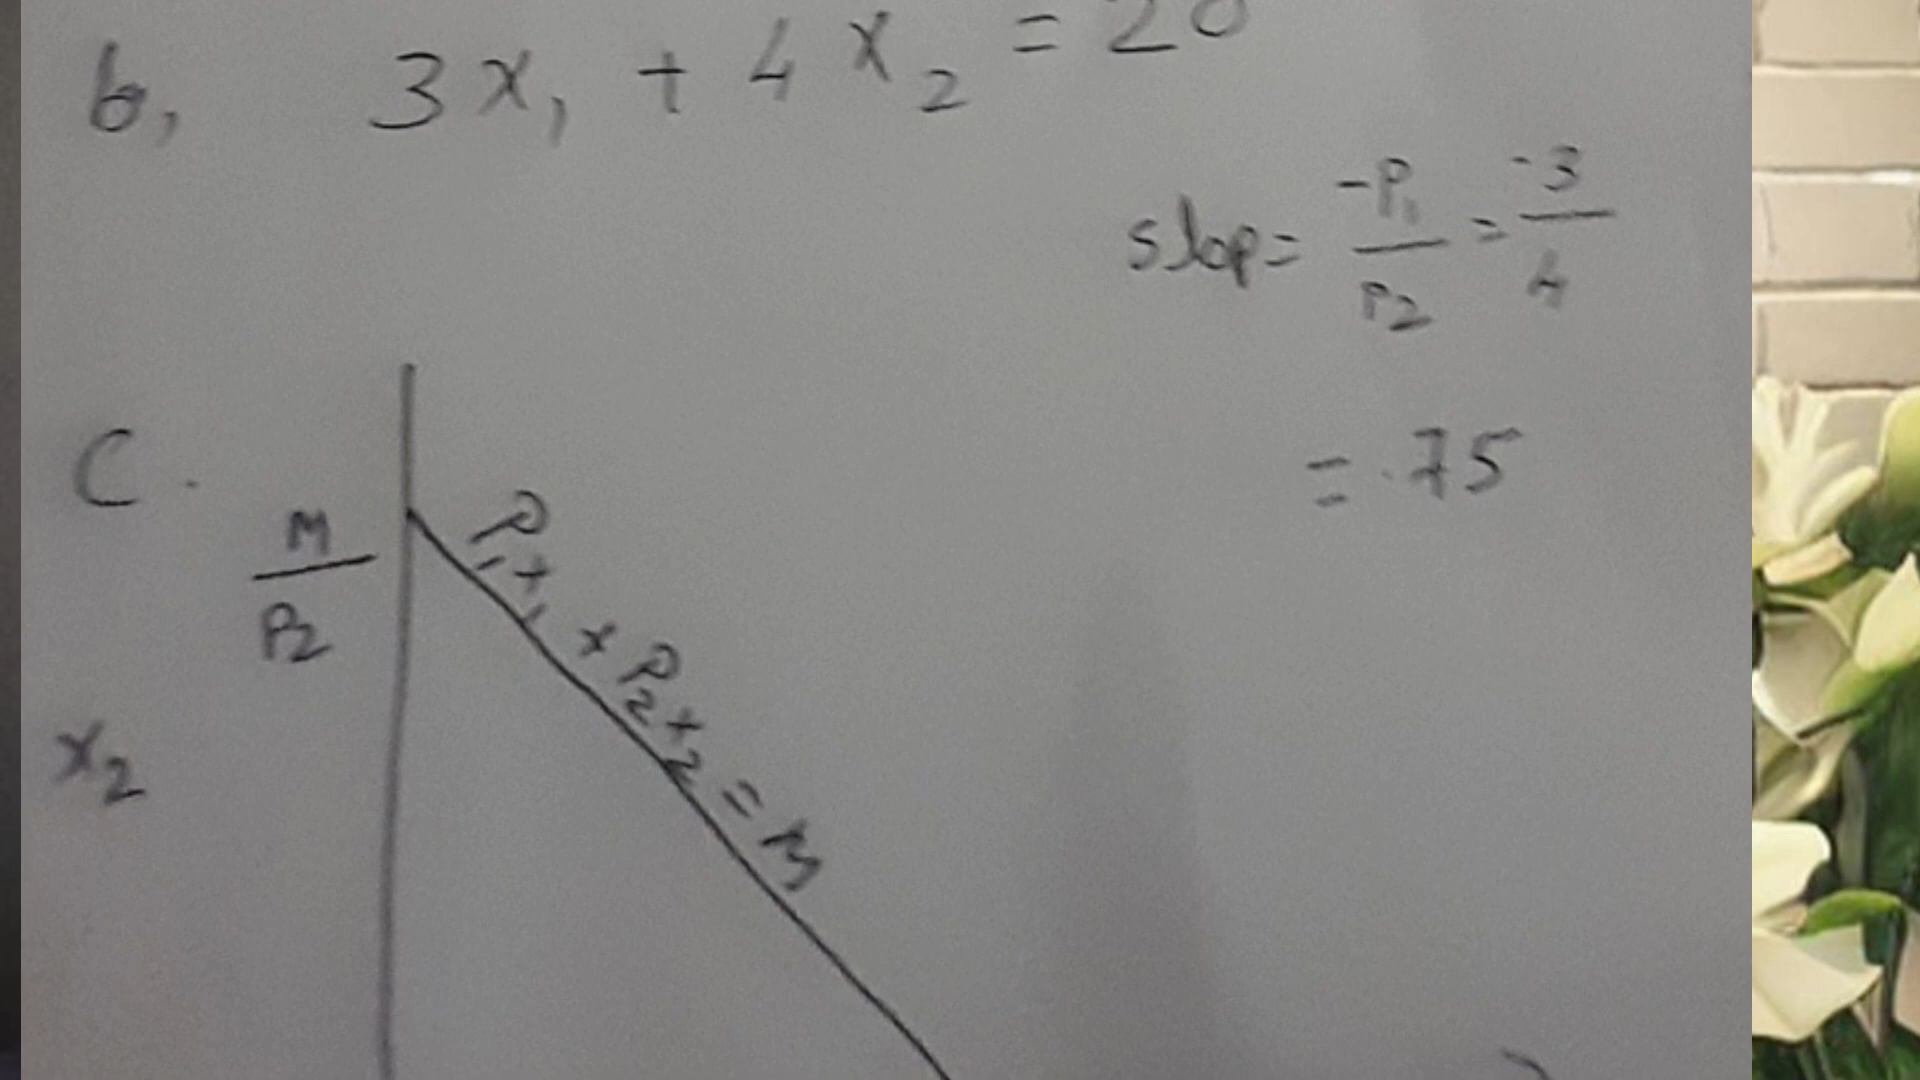 b, 3x₁ + 4x₂ = 20
slop = -P₁/P₂ = -3/4
= .75
C.
M/P₂
P₁x₁ + P₂x₂ = M
x₂